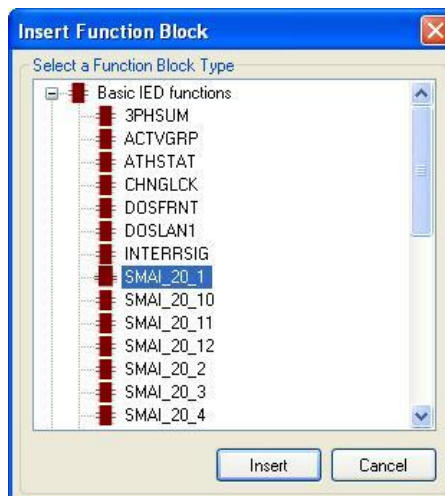 Insert Function Block
Select a Function Block Type
Basic IED functions
3PHSUM
ACTVGRP
ATHSTAT
CHNGLCK
DOSFRNT
DOSLAN1
INTERRSIG
SMAI_20_1
SMAI_20_10
SMAI_20_11
SMAI_20_12
SMAI_20_2
SMAI_20_3
SMAI_20_4
Insert Cancel